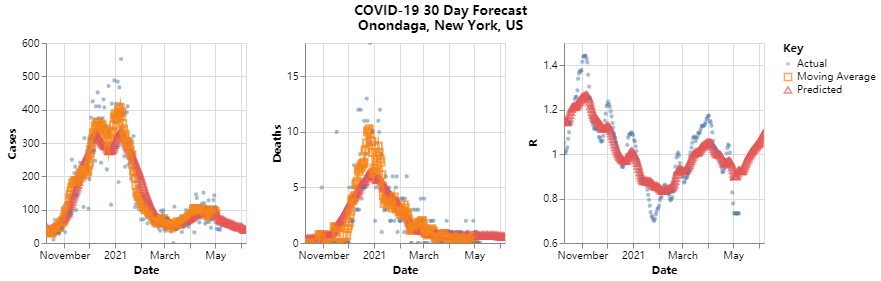 COVID-19 30 Day Forecast
Onondaga, New York, US
600
500
400
300
200
100
0
Cases
November 2021 March May
Date
15
10
5
0
Deaths
November 2021 March May
Date
1.4
1.2
1
0.8
0.6
R
November 2021 March May
Date
Key
Actual
Moving Average
Predicted